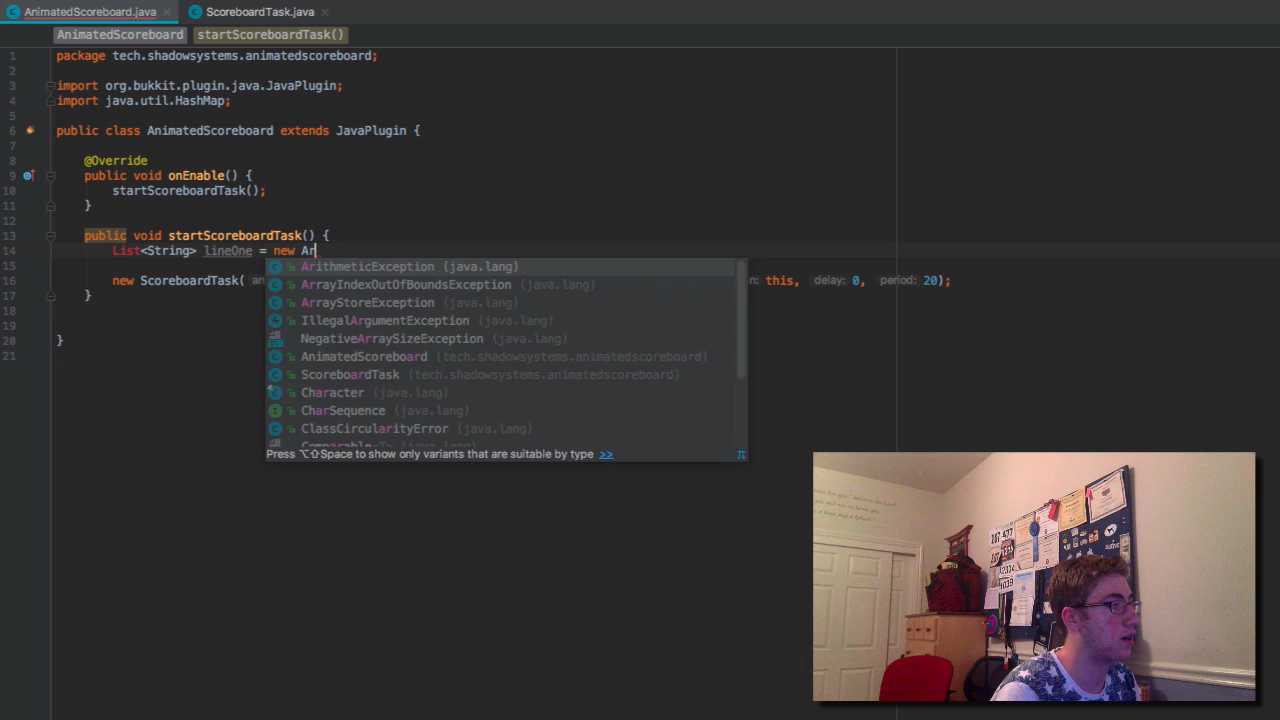 AnimatedScoreboard.java
ScoreboardTask.java
AnimatedScoreboard
startScoreboardTask()
1 package tech.shadowsystems.animatedscoreboard;
2
3 import org.bukkit.plugin.java.JavaPlugin;
4 import java.util.HashMap;
5
6 public class AnimatedScoreboard extends JavaPlugin {
7
8 @Override
9 public void onEnable() {
10 startScoreboardTask();
11 }
12
13 public void startScoreboardTask() {
14 List<String> lineOne = new Ar
15
16 new ScoreboardTask( this, delay: 0, period: 20);
17 }
18
19
20 }
21
ArithmeticException (java.lang)
ArrayIndexOutOfBoundsException (java.lang)
ArrayStoreException (java.lang)
IllegalArgumentException (java.lang)
NegativeArraySizeException (java.lang)
AnimatedScoreboard (tech.shadowsystems.animatedscoreboard)
ScoreboardTask (tech.shadowsystems.animatedscoreboard)
Character (java.lang)
CharSequence (java.lang)
ClassCircularityError (java.lang)
Press ⌥⇧Space to show only variants that are suitable by type >>
π